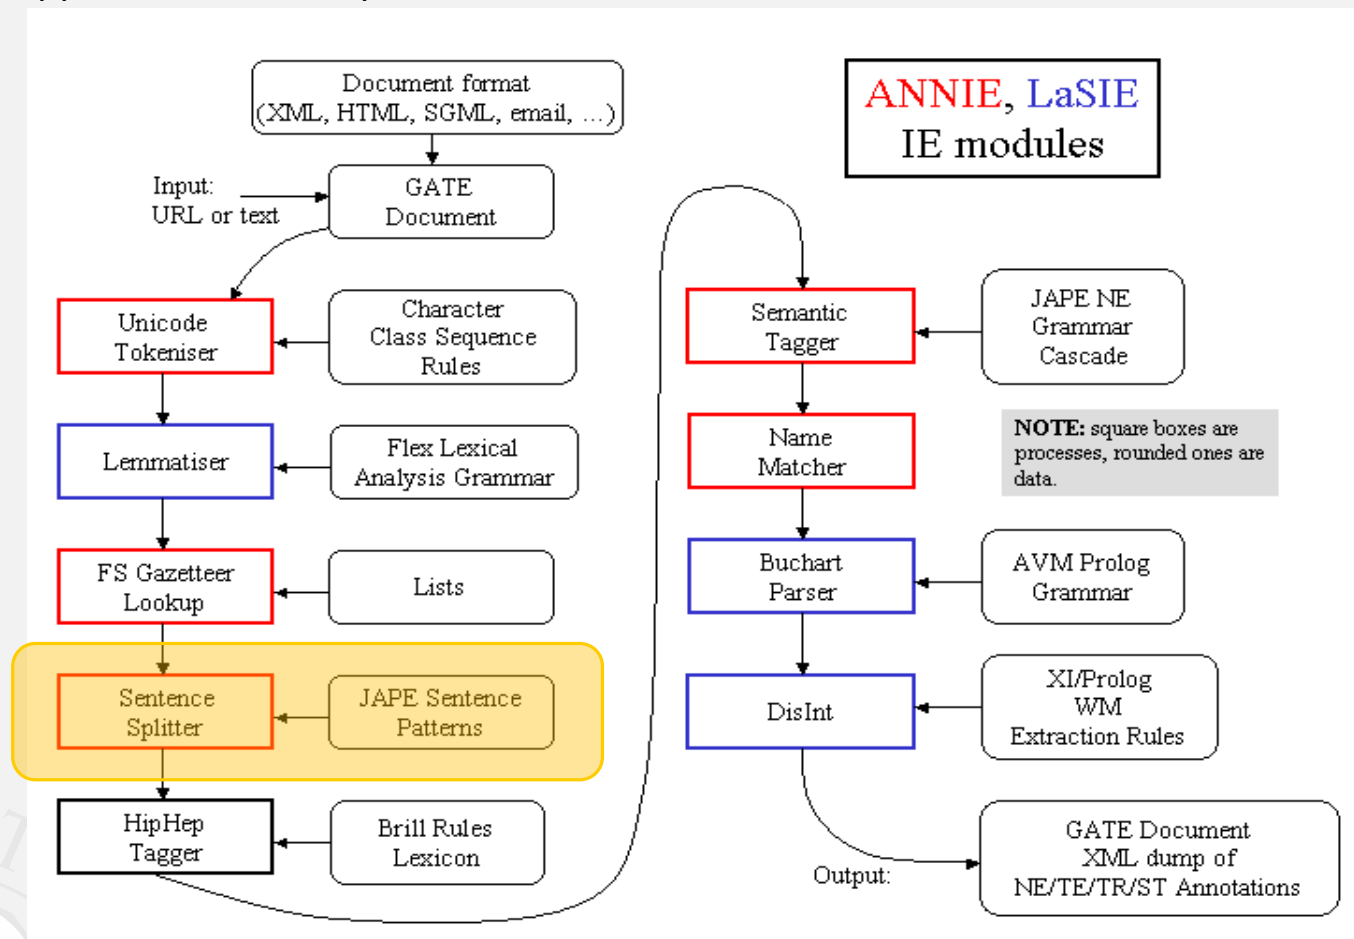 Document format
(XML, HTML, SGML, email, ...)
Input:
URL or text
GATE
Document
Unicode
Tokeniser
Character
Class Sequence
Rules
Lemmatiser
Flex Lexical
Analysis Grammar
FS Gazetteer
Lookup
Lists
Sentence
Splitter
JAPE Sentence
Patterns
HipHep
Tagger
Brill Rules
Lexicon
ANNIE, LaSIE
IE modules
Semantic
Tagger
JAPE NE
Grammar
Cascade
Name
Matcher
NOTE: square boxes are
processes, rounded ones are
data.
Buchart
Parser
AVM Prolog
Grammar
DisInt
XI/Prolog
WM
Extraction Rules
Output:
GATE Document
XML dump of
NE/TE/TR/ST Annotations